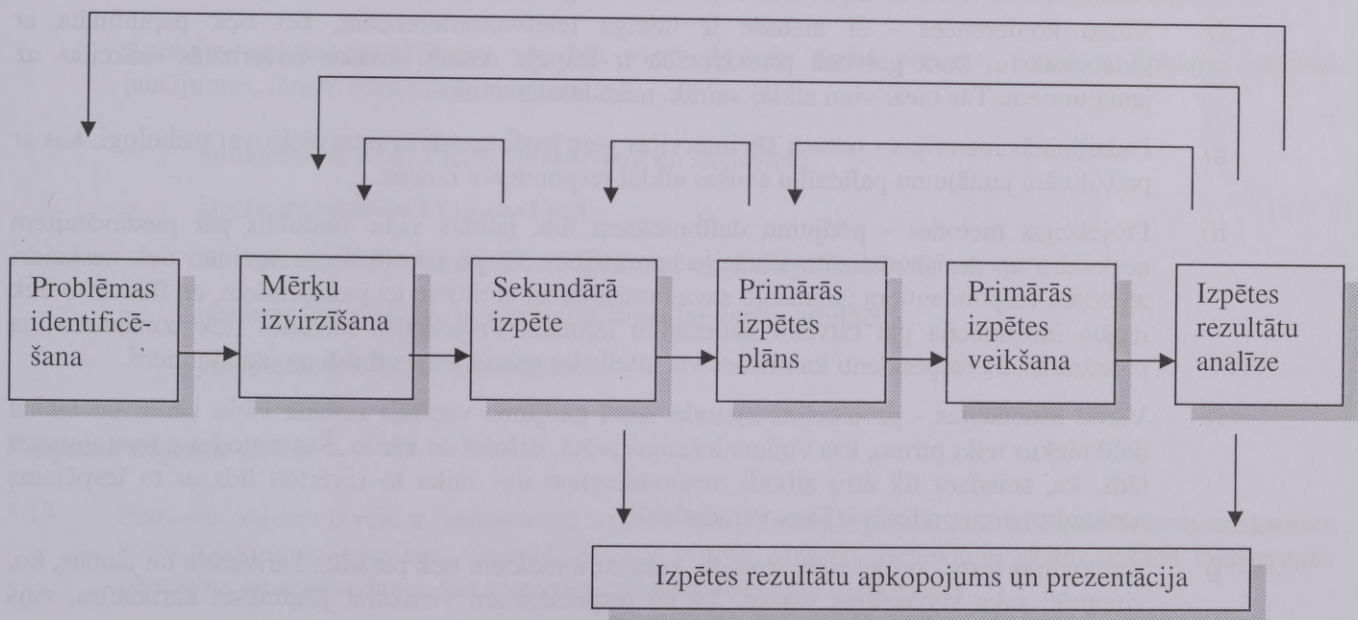 Problēmas
identificē-
šana
Mērķu
izvirzīšana
Sekundārā
izpēte
Primārās
izpētes
plāns
Primārās
izpētes
veikšana
Izpētes
rezultātu
analīze
Izpētes rezultātu apkopojums un prezentācija